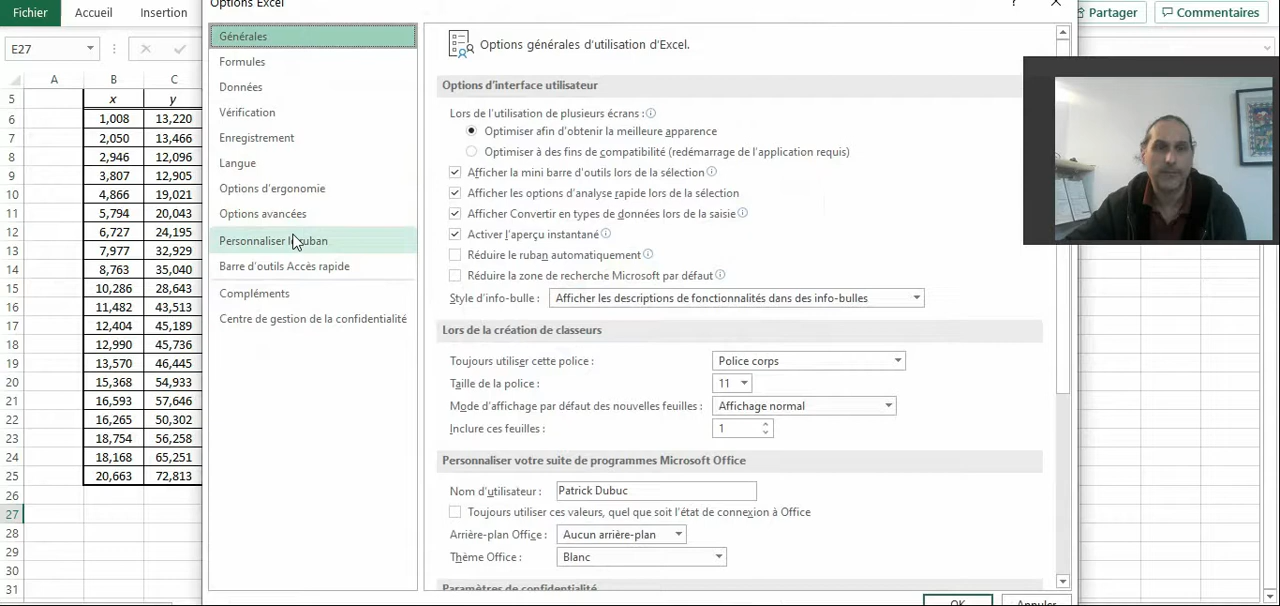 Options Excel
?
Fichier
Accueil
Insertion
Partager
Commentaires
E27
A B C
5 x y
6 1,008 13,220
7 2,050 13,466
8 2,946 12,096
9 3,807 12,905
10 4,866 19,021
11 5,794 20,043
12 6,727 24,195
13 7,977 32,929
14 8,763 35,040
15 10,286 28,643
16 11,482 43,513
17 12,404 45,189
18 12,990 45,736
19 13,570 46,445
20 15,368 54,933
21 16,593 57,646
22 16,265 50,302
23 18,754 56,258
24 18,168 65,251
25 20,663 72,813
26
27
28
29
30
31
Générales
Formules
Données
Vérification
Enregistrement
Langue
Options d'ergonomie
Options avancées
Personnaliser le ruban
Barre d'outils Accès rapide
Compléments
Centre de gestion de la confidentialité
Options générales d'utilisation d'Excel.
Options d'interface utilisateur
Lors de l'utilisation de plusieurs écrans :
Optimiser afin d'obtenir la meilleure apparence
Optimiser à des fins de compatibilité (redémarrage de l'application requis)
Afficher la mini barre d'outils lors de la sélection
Afficher les options d'analyse rapide lors de la sélection
Afficher Convertir en types de données lors de la saisie
Activer l'aperçu instantané
Réduire le ruban automatiquement
Réduire la zone de recherche Microsoft par défaut
Style d'info-bulle : Afficher les descriptions de fonctionnalités dans des info-bulles
Lors de la création de classeurs
Toujours utiliser cette police : Police corps
Taille de la police : 11
Mode d'affichage par défaut des nouvelles feuilles : Affichage normal
Inclure ces feuilles : 1
Personnaliser votre suite de programmes Microsoft Office
Nom d'utilisateur : Patrick Dubuc
Toujours utiliser ces valeurs, quel que soit l'état de connexion à Office
Arrière-plan Office : Aucun arrière-plan
Thème Office : Blanc
Paramètres de confidentialité
OK
Annuler